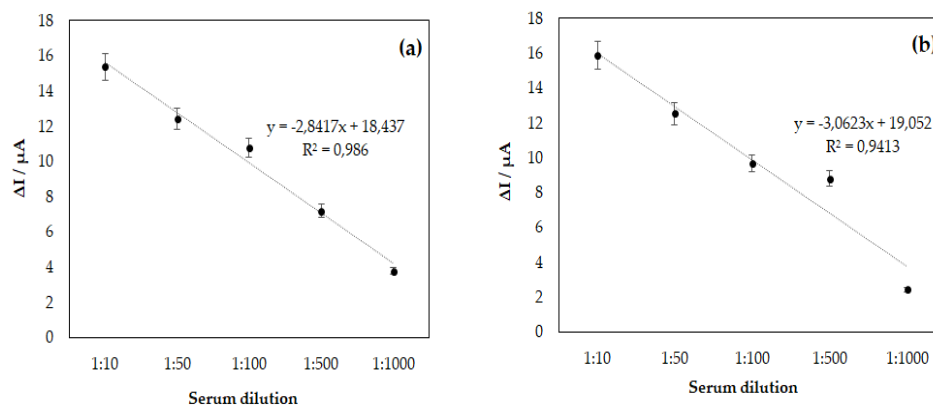 18
16
14
12
10
8
6
4
2
0
ΔI / µA
(a)
y = -2,8417x + 18,437
R² = 0,986
1:10 1:50 1:100 1:500 1:1000
Serum dilution
18
16
14
12
10
8
6
4
2
0
ΔI / µA
(b)
y = -3,0623x + 19,052
R² = 0,9413
1:10 1:50 1:100 1:500 1:1000
Serum dilution